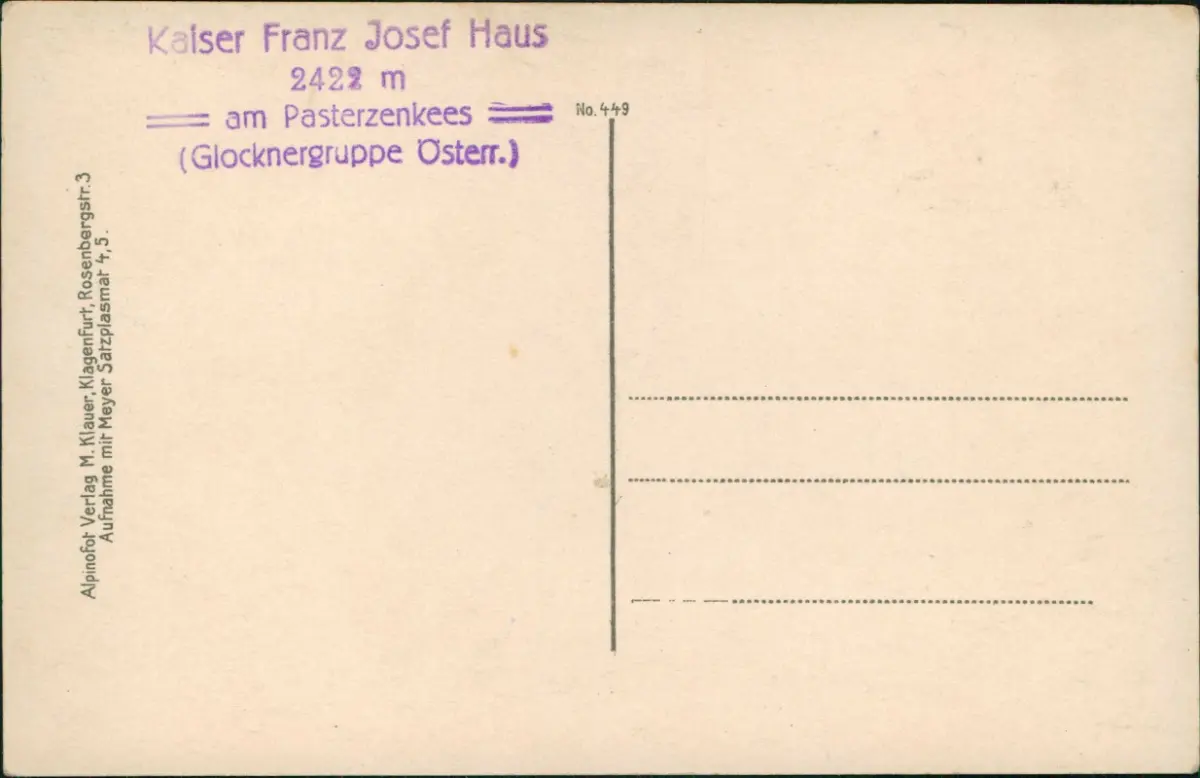 Kaiser Franz Josef Haus
2422 m
am Pasterzenkees
(Glocknergruppe Österr.)
No. 449
Alpinofot Verlag M. Klauer, Klagenfurt, Rosenbergstr. 3
Aufnahme mit Meyer Satzplasmat 4,5.